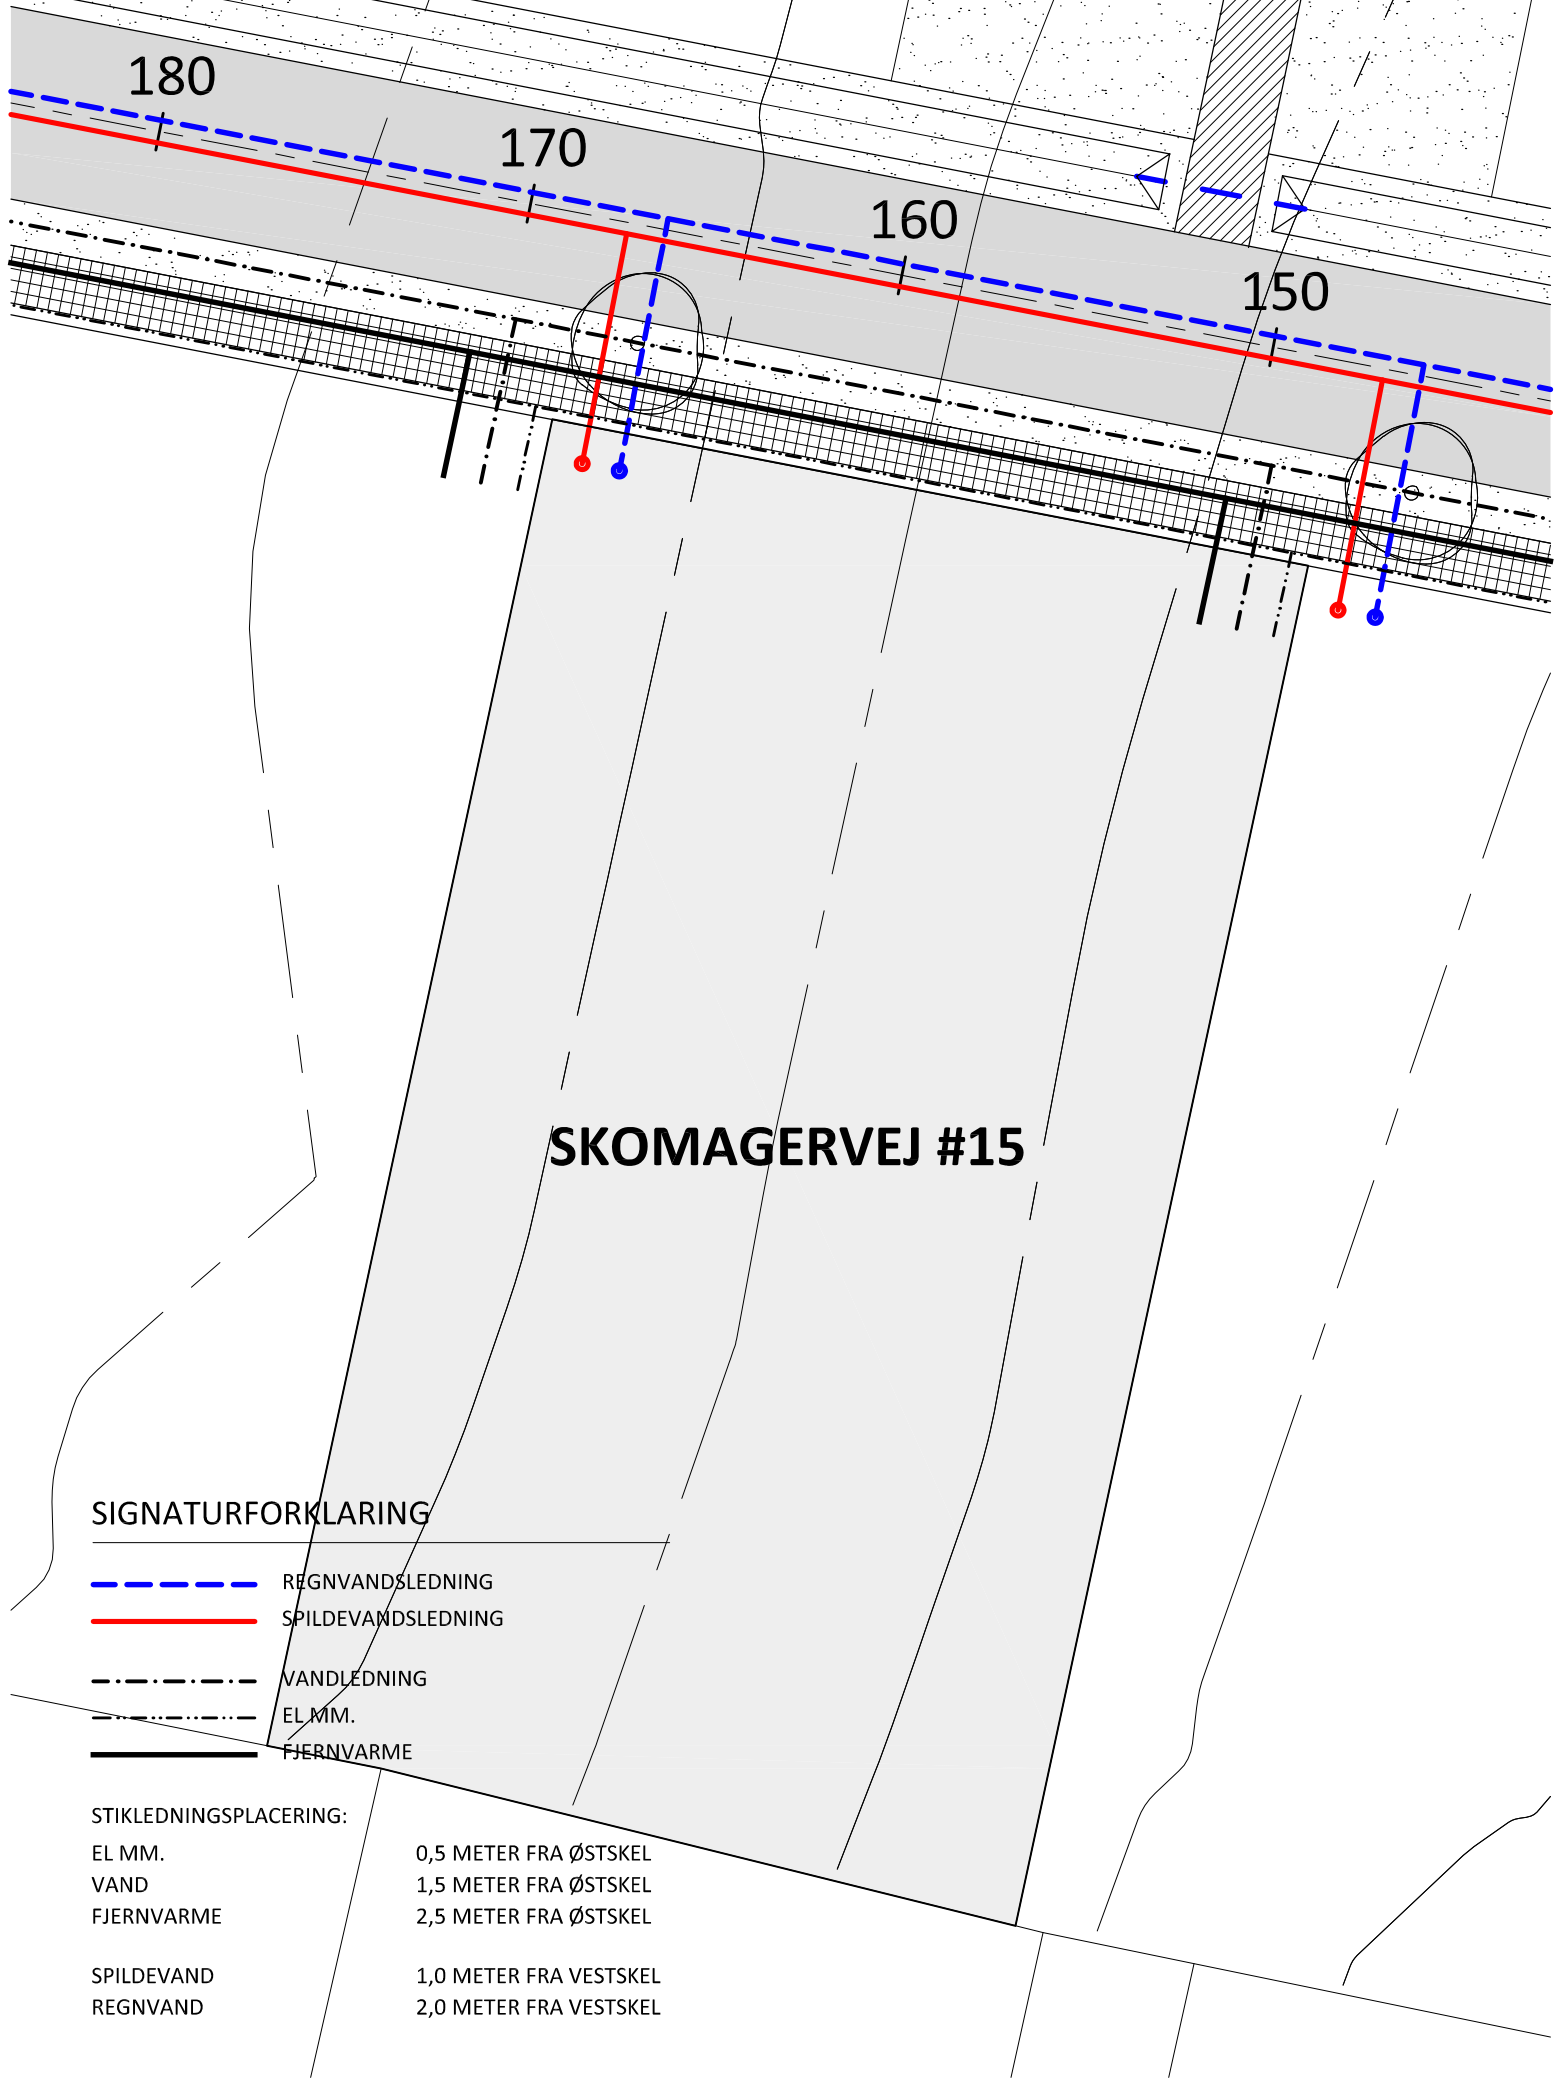 180
170
160
150
SKOMAGERVEJ #15
SIGNATURFORKLARING
REGNVANDSLEDNING
SPILDEVANDSLEDNING
VANDLEDNING
EL MM.
FJERNVARME
STIKLEDNINGSPLACERING:
EL MM. 0,5 METER FRA ØSTSKEL
VAND 1,5 METER FRA ØSTSKEL
FJERNVARME 2,5 METER FRA ØSTSKEL
SPILDEVAND 1,0 METER FRA VESTSKEL
REGNVAND 2,0 METER FRA VESTSKEL